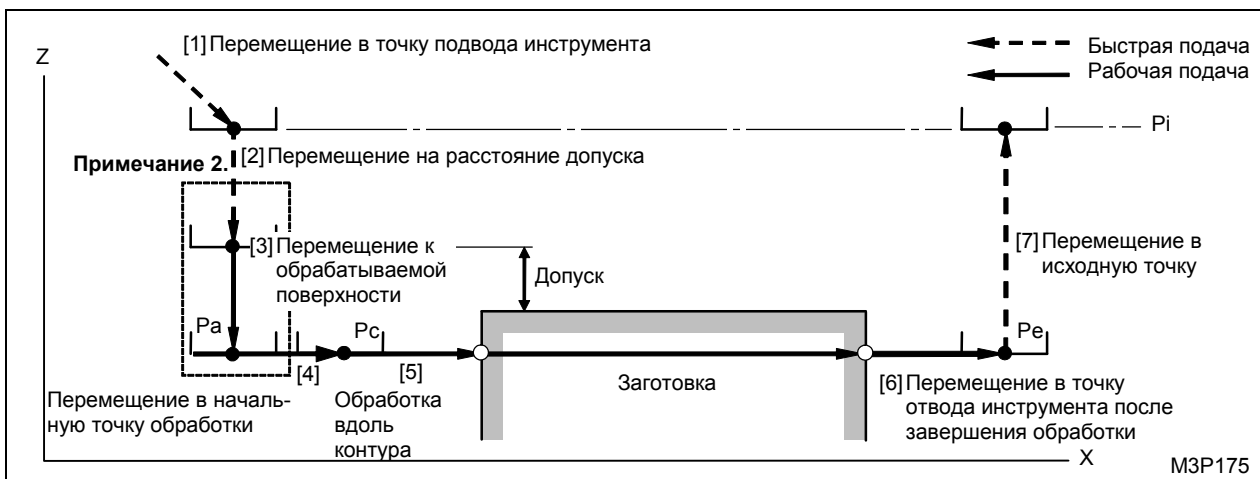 [1] Перемещение в точку подвода инструмента
Быстрая подача
Рабочая подача
Z
Pi
Примечание 2.
[2] Перемещение на расстояние допуска
[3] Перемещение к
обрабатываемой
поверхности
Допуск
[7] Перемещение в
исходную точку
Pa
Pc
Pe
[4]
[5]
Заготовка
Перемещение в началь-
ную точку обработки
Обработка
вдоль
контура
[6] Перемещение в точку
отвода инструмента после
завершения обработки
X
M3P175